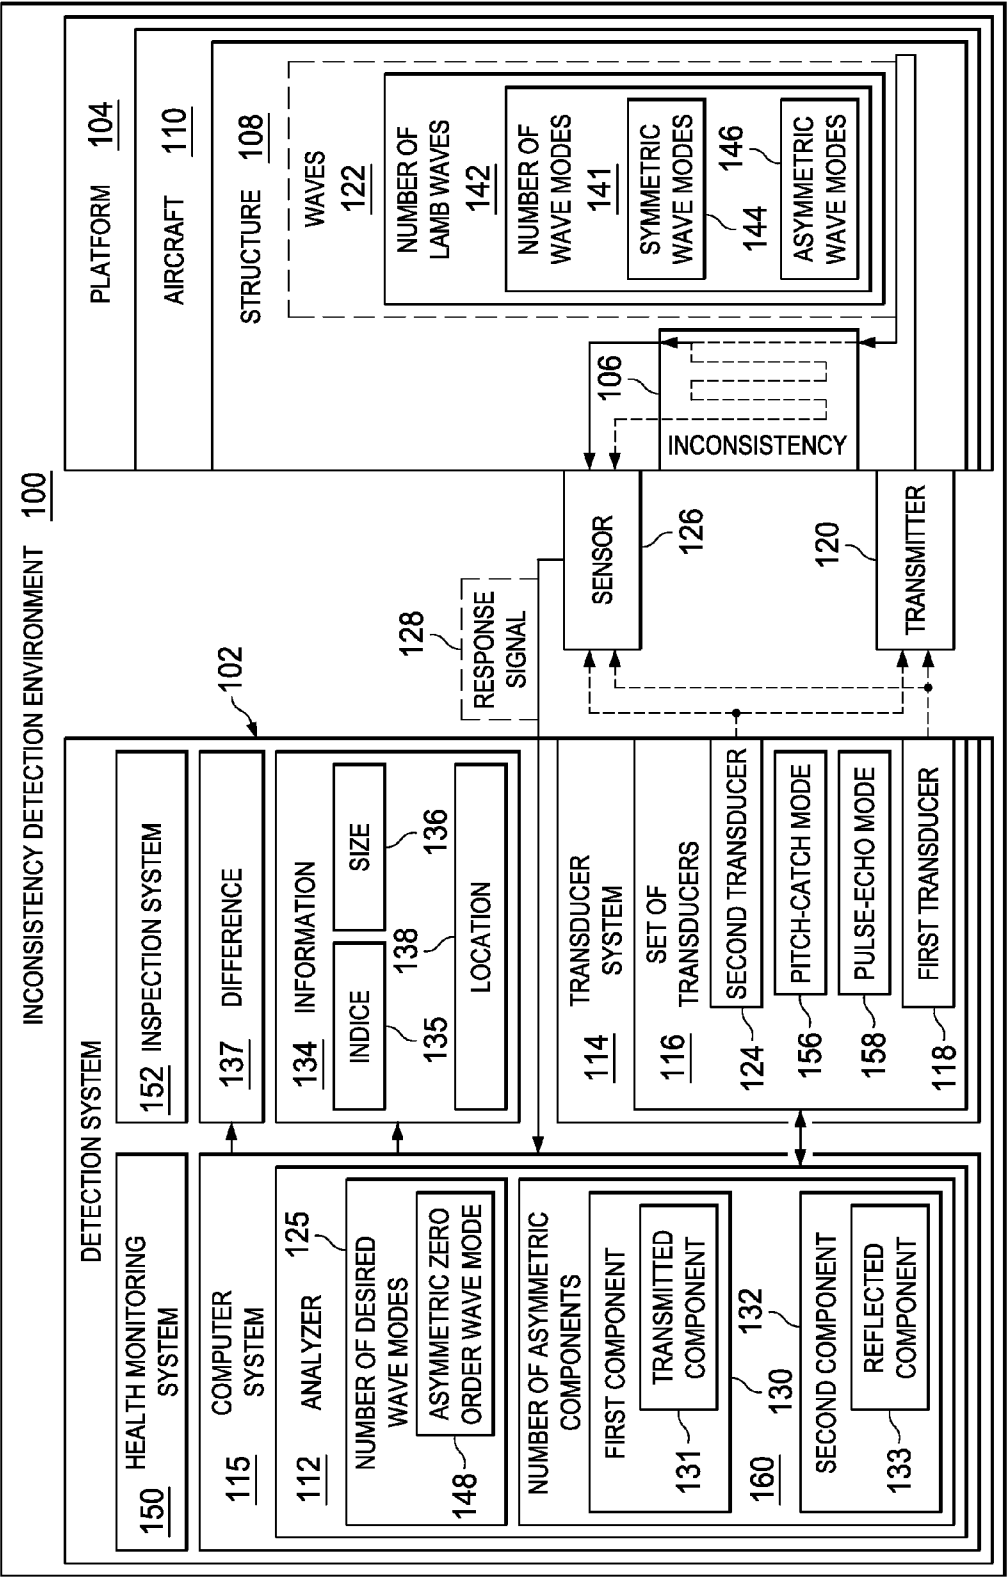 INCONSISTENCY DETECTION ENVIRONMENT 100
DETECTION SYSTEM
102
HEALTH MONITORING
SYSTEM
150
152 INSPECTION SYSTEM
COMPUTER
SYSTEM
115
DIFFERENCE
137
ANALYZER
112
125
NUMBER OF DESIRED
WAVE MODES
ASYMMETRIC ZERO
ORDER WAVE MODE
148
NUMBER OF ASYMMETRIC
COMPONENTS
FIRST COMPONENT
TRANSMITTED
COMPONENT
131
130
160
132
SECOND COMPONENT
REFLECTED
COMPONENT
133
INFORMATION
134
INDICE
135
SIZE
136
138
LOCATION
TRANSDUCER
SYSTEM
114
SET OF
TRANSDUCERS
116
SECOND TRANSDUCER
124
PITCH-CATCH MODE
156
PULSE-ECHO MODE
158
FIRST TRANSDUCER
118
128
RESPONSE
SIGNAL
SENSOR
126
120
TRANSMITTER
PLATFORM 104
AIRCRAFT 110
STRUCTURE 108
WAVES
122
NUMBER OF
LAMB WAVES
142
NUMBER OF
WAVE MODES
141
SYMMETRIC
WAVE MODES
144
146
ASYMMETRIC
WAVE MODES
106
INCONSISTENCY